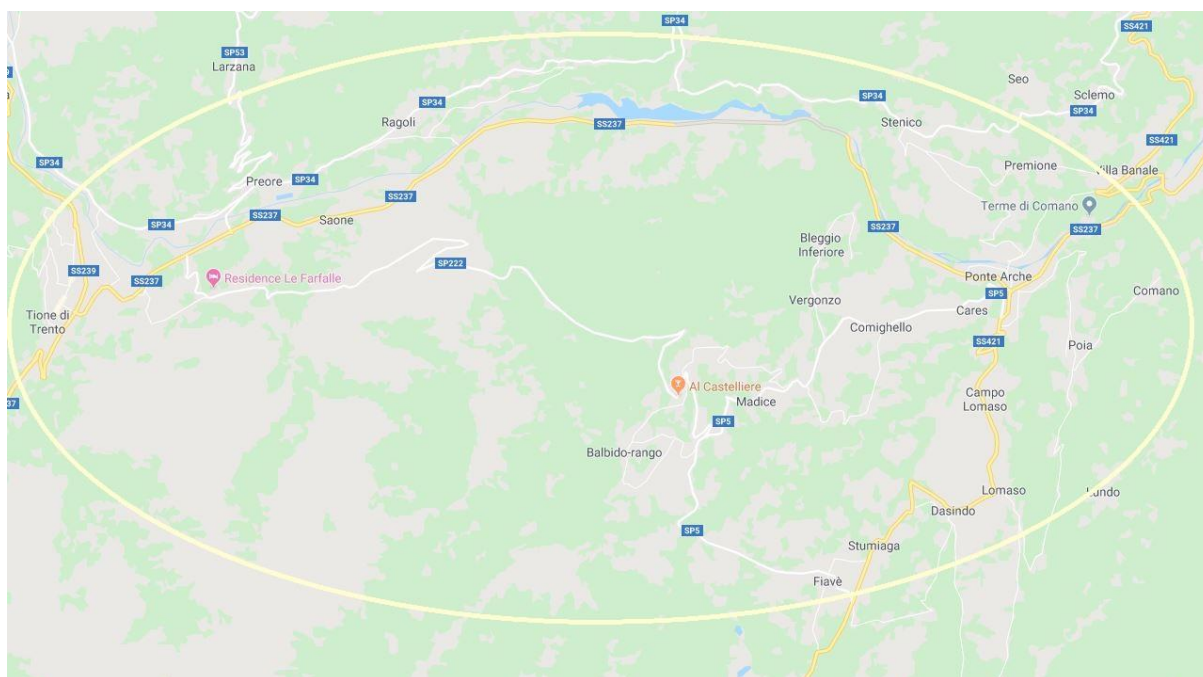 SP34
SS421
SP53
Larzana
Seo
Sclemo
SP34
SP34
SP34
Ragoli
SS237
Stenico
SS421
SP34
Premione
Villa Banale
Preore
SP34
SS237
Terme di Comano
SS237
Saone
SP34
SS237
SS237
Bleggio
Inferiore
SP222
SS239
SS237
Residence Le Farfalle
Ponte Arche
SP5
Comano
Vergonzo
Cares
Tione di
Trento
Comighello
SS421
Poia
Al Castelliere
Madice
Campo
Lomaso
37
SP5
Balbido-rango
Lomaso
Lundo
Dasindo
SP5
Stumiaga
Fiavè